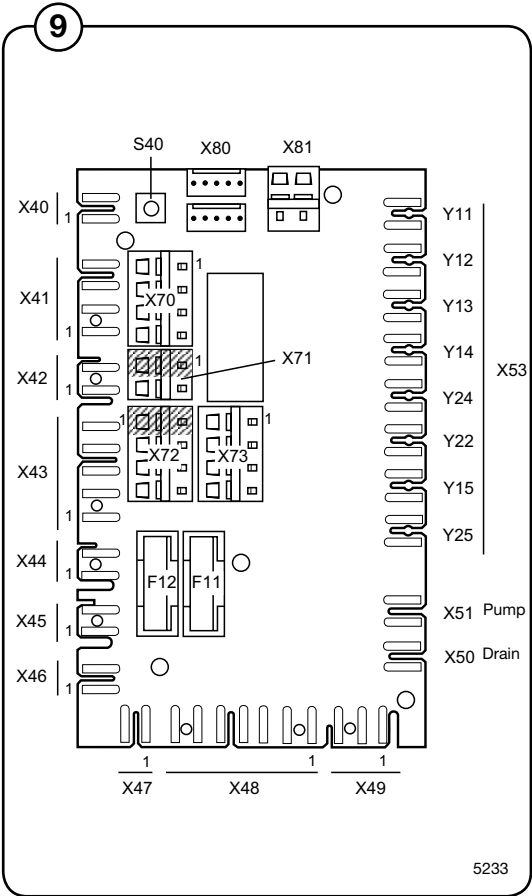 9
S40 X80 X81
X40 1
Y11
X41 1
Y12
X70 1
Y13
X42 1
1 X71
Y14
X53
Y24
X43 1
1 X72 X73 1
Y22
Y15
Y25
X44 1
F12 F11
X45 1
X51 Pump
X46 1
X50 Drain
1 1 1
X47 X48 X49
5233